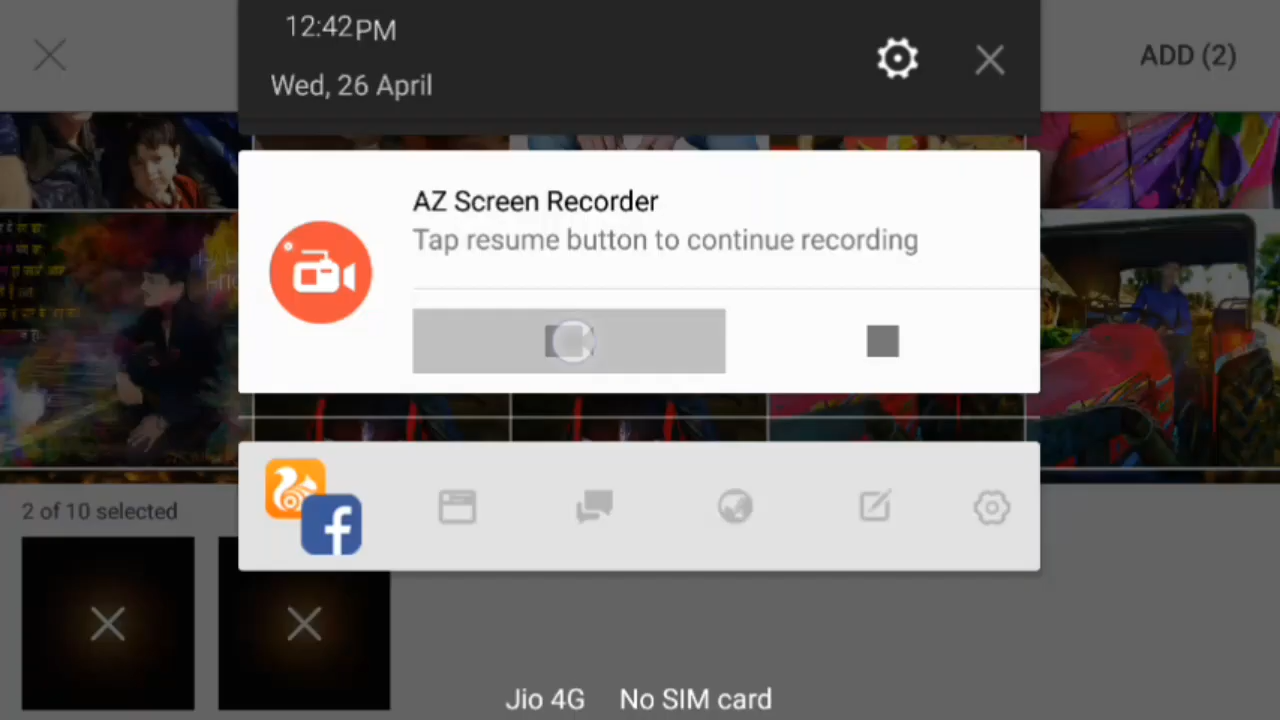 12:42PM
Wed, 26 April
ADD (2)
AZ Screen Recorder
Tap resume button to continue recording
2 of 10 selected
Jio 4G No SIM card